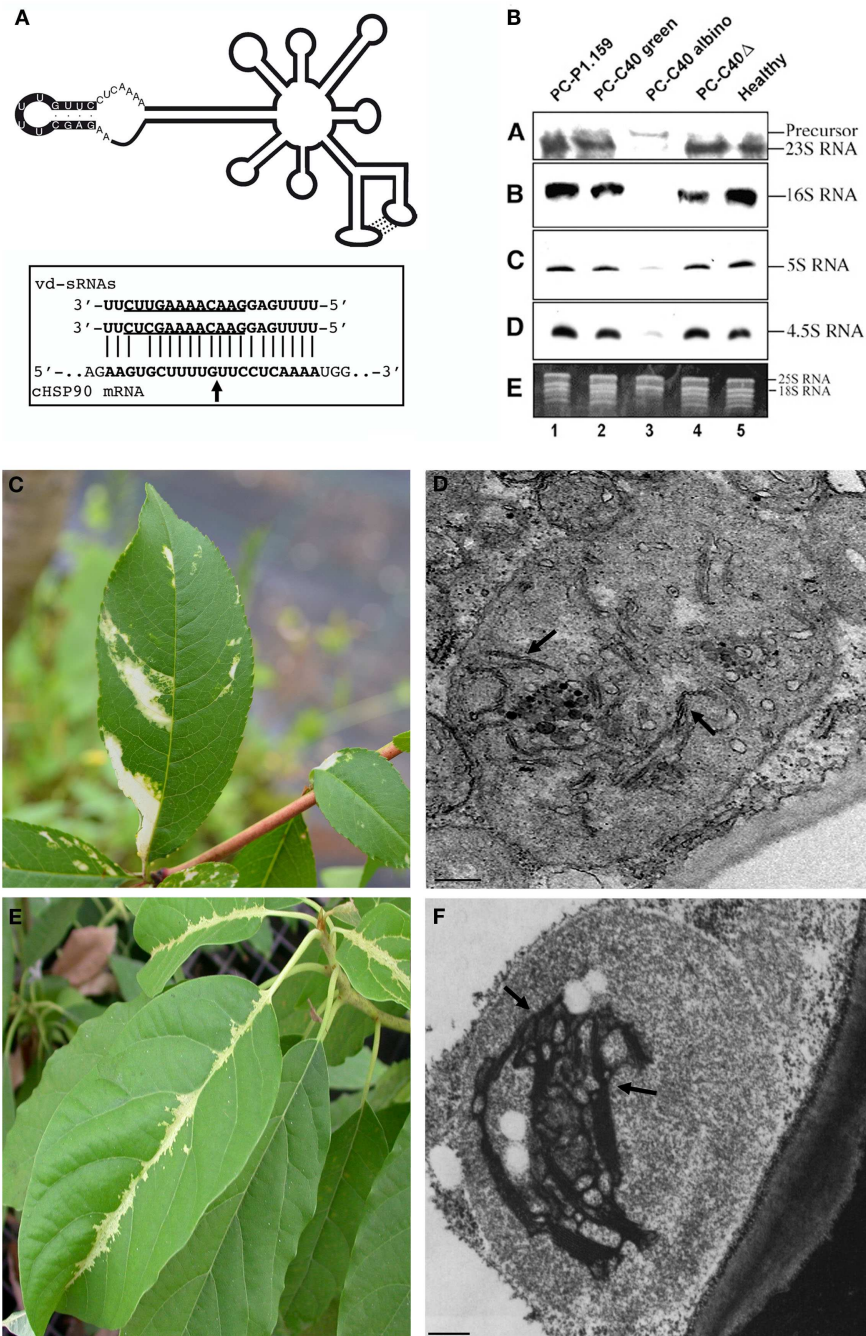 A
U U G U U C C U C A A A A
U U C G A G A A
vd-sRNAs
3'-UUCUUGAAAACAAGGAGUUUU-5'
3'-UUCUCGAAAACAAGGAGUUUU-5'
5'-..AGAAGUGCUUUUGUUCCUCAAAAUGG..-3'
cHSP90 mRNA
B
PC-P1.159 PC-C40 green PC-C40 albino PC-C40Δ Healthy
A
Precursor
23S RNA
B
16S RNA
C
5S RNA
D
4.5S RNA
E
25S RNA
18S RNA
1 2 3 4 5
C
D
E
F